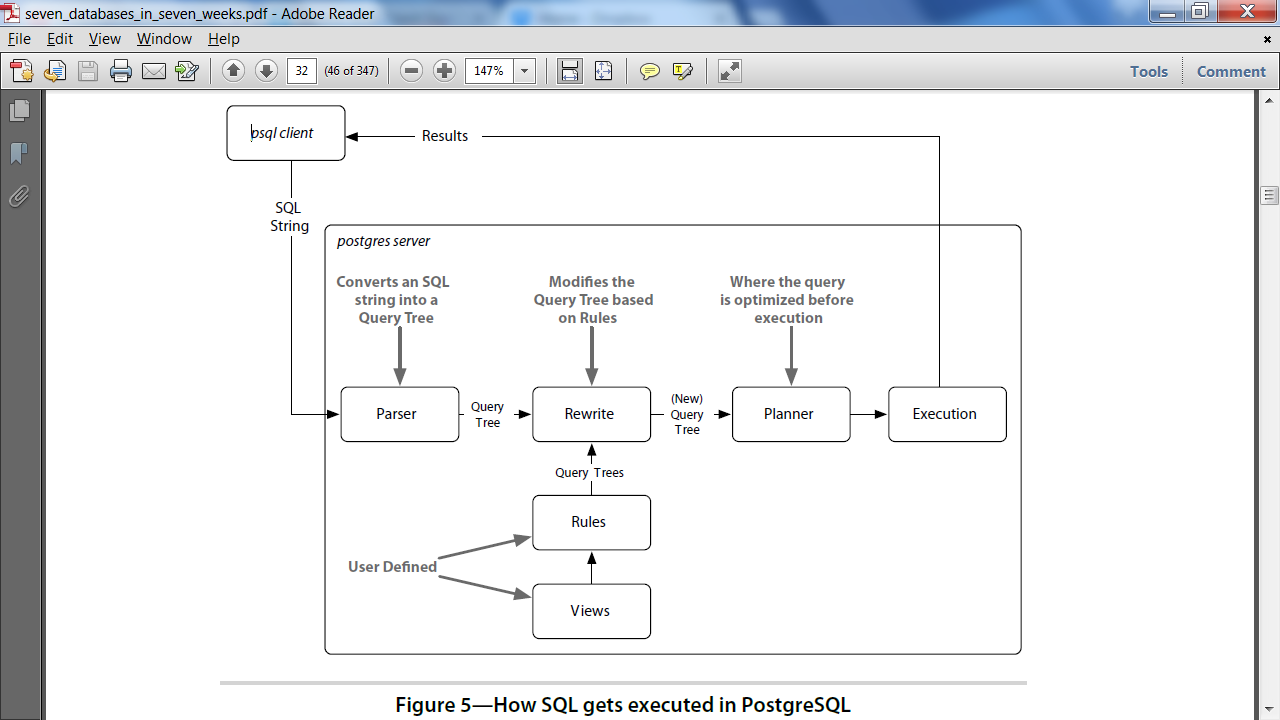 seven_databases_in_seven_weeks.pdf - Adobe Reader
File Edit View Window Help
32 (46 of 347) 147% Tools Comment
psql client
Results
SQL
String
postgres server
Converts an SQL
string into a
Query Tree
Modifies the
Query Tree based
on Rules
Where the query
is optimized before
execution
Parser
Query
Tree
Rewrite
(New)
Query
Tree
Planner
Execution
Query Trees
Rules
User Defined
Views
Figure 5—How SQL gets executed in PostgreSQL